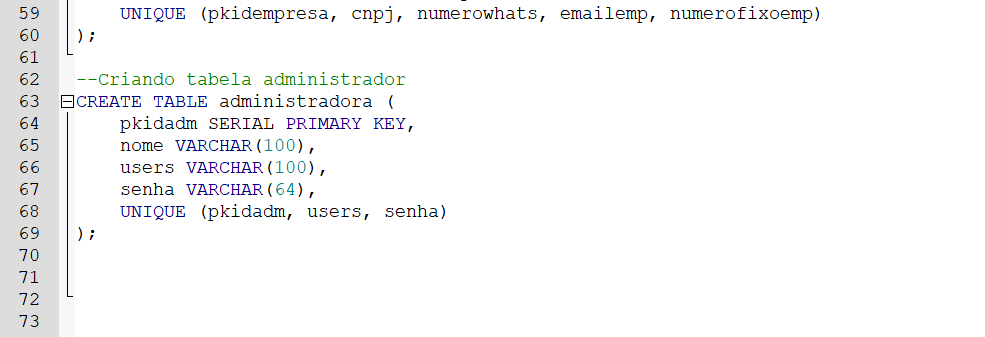 59 UNIQUE (pkidempresa, cnpj, numerowhats, emailemp, numerofixoemp)
60 );
61
62 --Criando tabela administrador
63 CREATE TABLE administradora (
64 pkidadm SERIAL PRIMARY KEY,
65 nome VARCHAR(100),
66 users VARCHAR(100),
67 senha VARCHAR(64),
68 UNIQUE (pkidadm, users, senha)
69 );
70
71
72
73